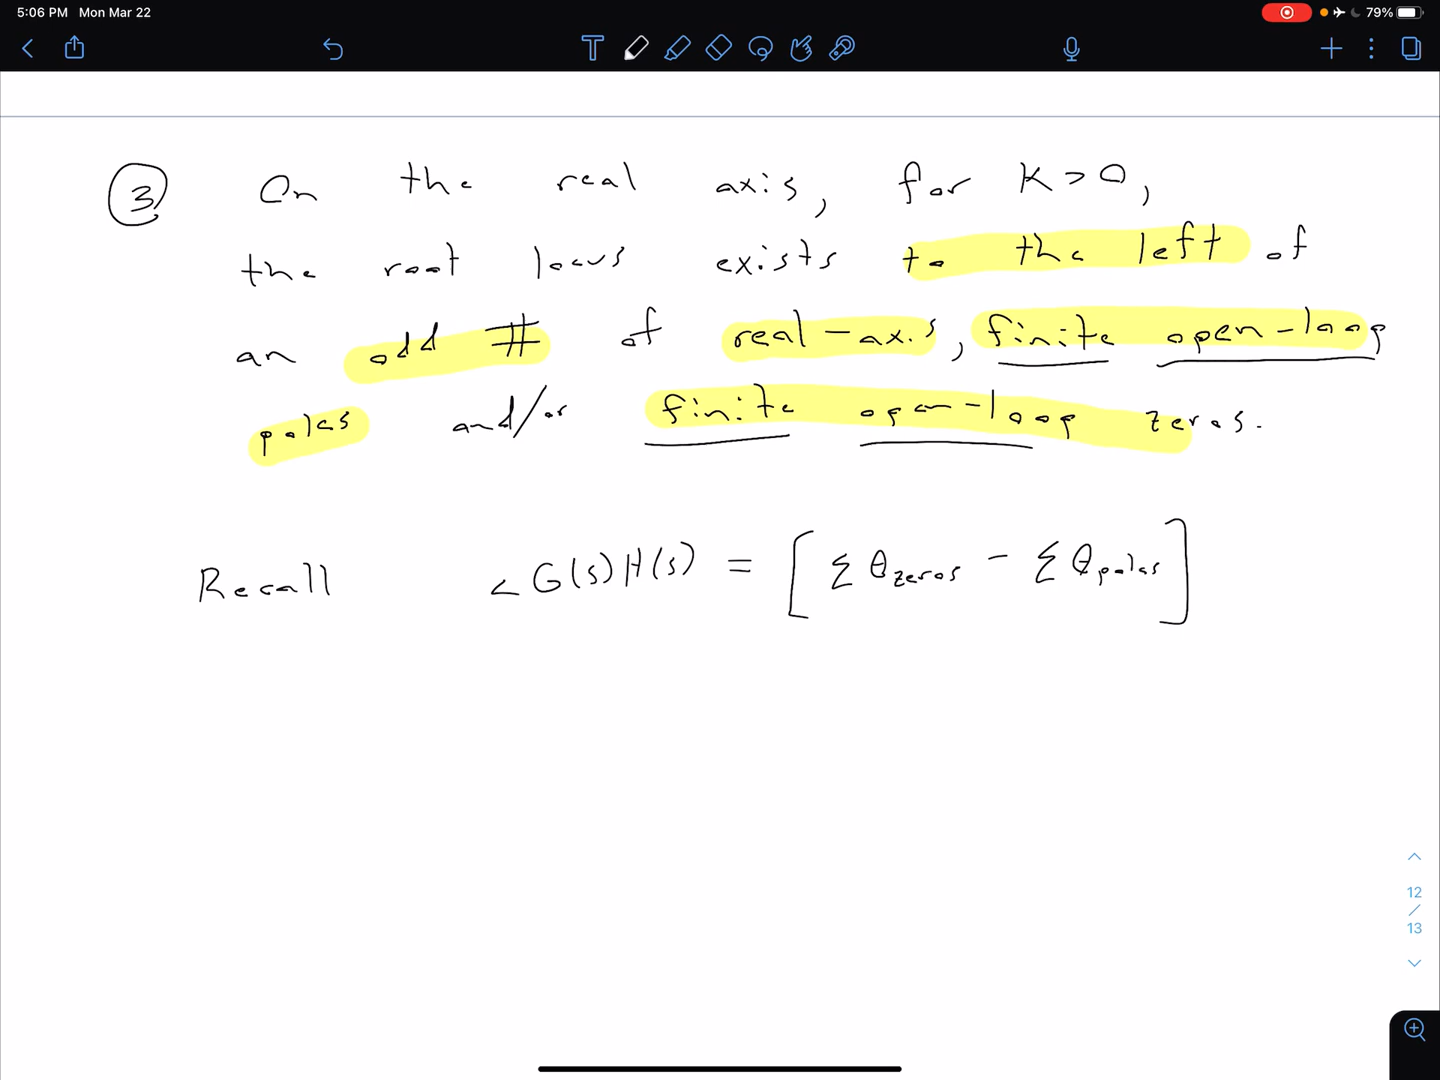 5:06 PM Mon Mar 22
79%
T
③ On the real axis, for K > 0,
the root locus exists to the left of
an odd # of real-axis, finite open-loop
poles and/or finite open-loop zeros.
Recall ∠G(s)H(s) = [Σ θzeros − Σ θpoles]
12
/
13